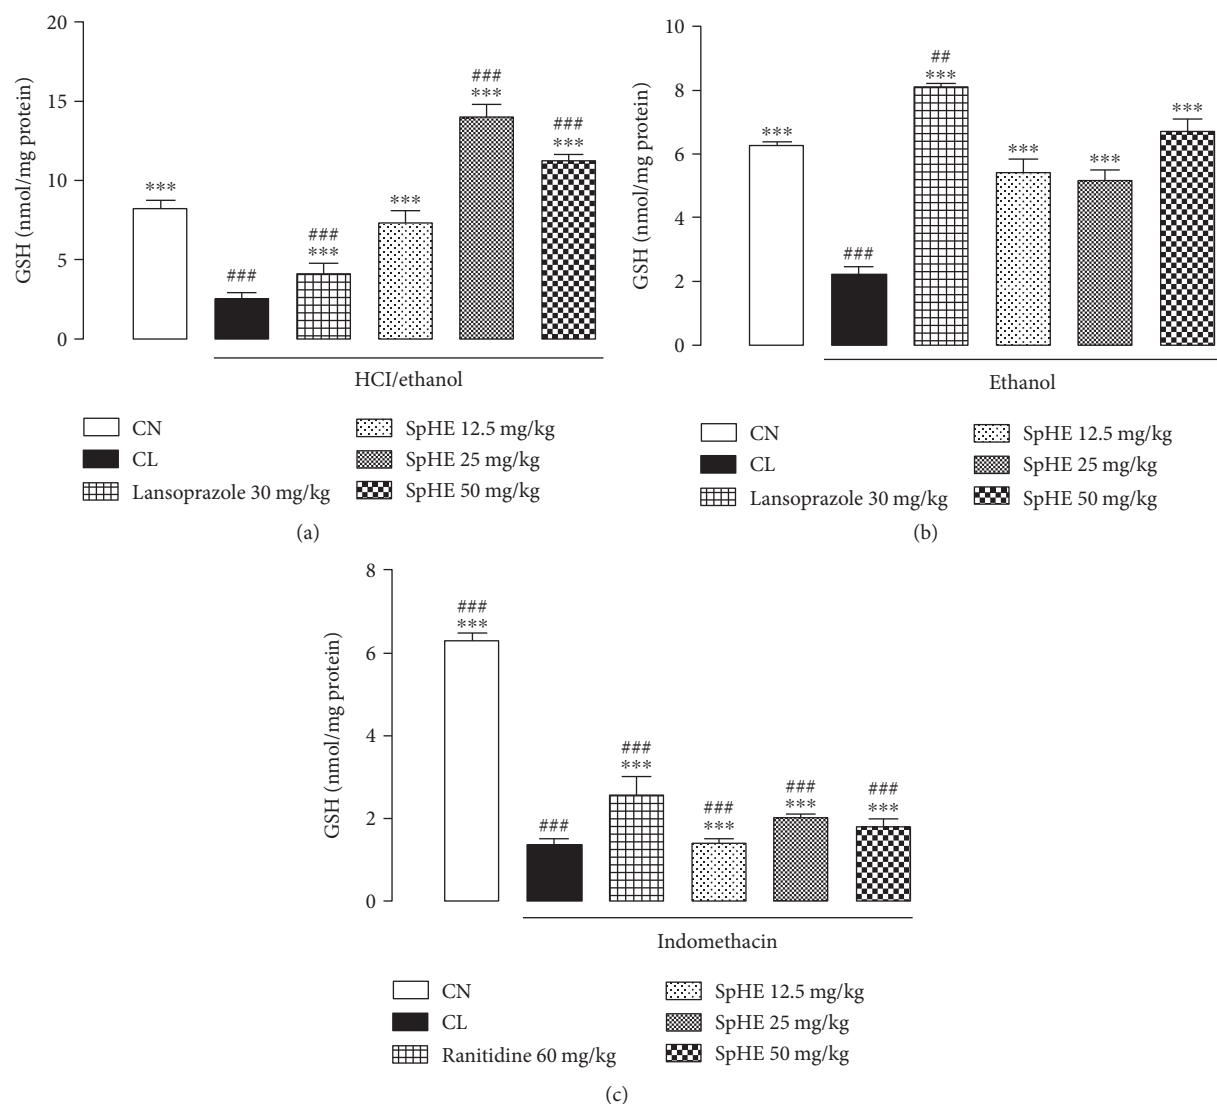 20
15
10
5
0
GSH (nmol/mg protein)
***
###
###
***
***
###
***
###
***
HCI/ethanol
CN
CL
Lansoprazole 30 mg/kg
SpHE 12.5 mg/kg
SpHE 25 mg/kg
SpHE 50 mg/kg
(a)
10
8
6
4
2
0
GSH (nmol/mg protein)
***
###
##
***
***
***
***
Ethanol
CN
CL
Lansoprazole 30 mg/kg
SpHE 12.5 mg/kg
SpHE 25 mg/kg
SpHE 50 mg/kg
(b)
8
6
4
2
0
GSH (nmol/mg protein)
###
***
###
###
***
###
***
###
***
###
***
Indomethacin
CN
CL
Ranitidine 60 mg/kg
SpHE 12.5 mg/kg
SpHE 25 mg/kg
SpHE 50 mg/kg
(c)